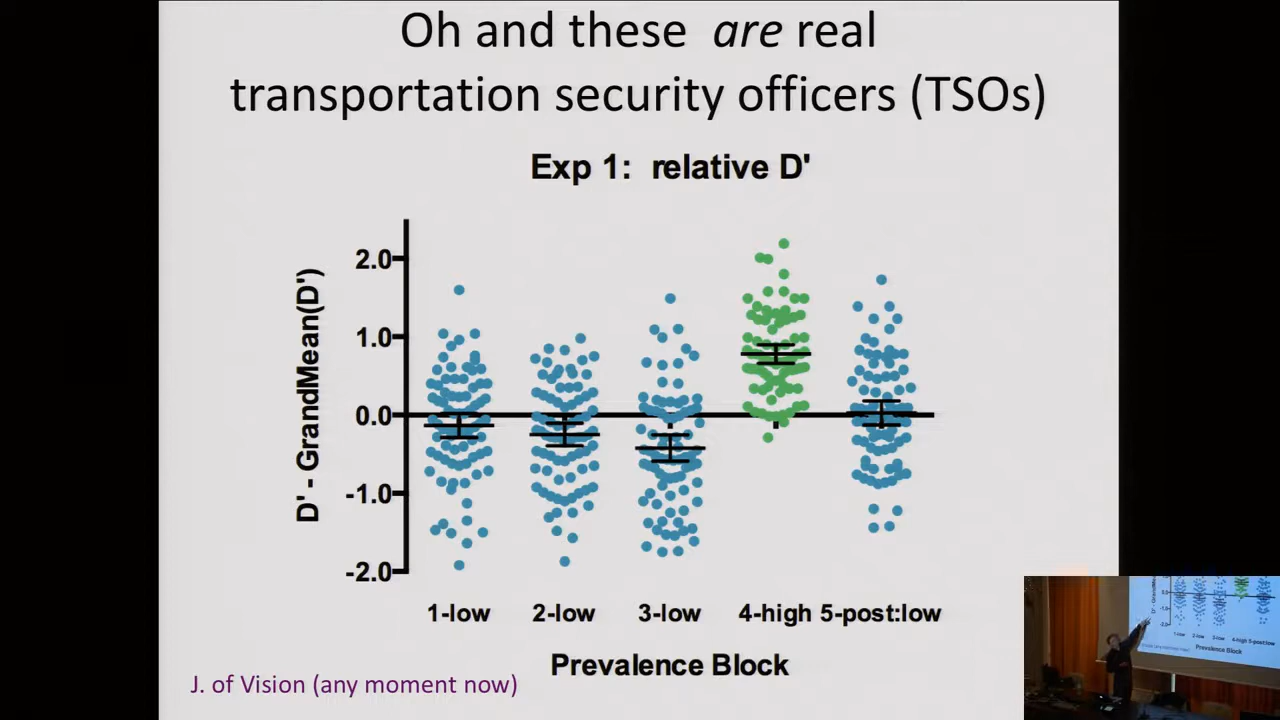 Oh and these are real
transportation security officers (TSOs)
Exp 1: relative D'
D' - GrandMean(D')
2.0
1.0
0.0
-1.0
-2.0
1-low 2-low 3-low 4-high 5-post:low
Prevalence Block
J. of Vision (any moment now)
Prevalence Block